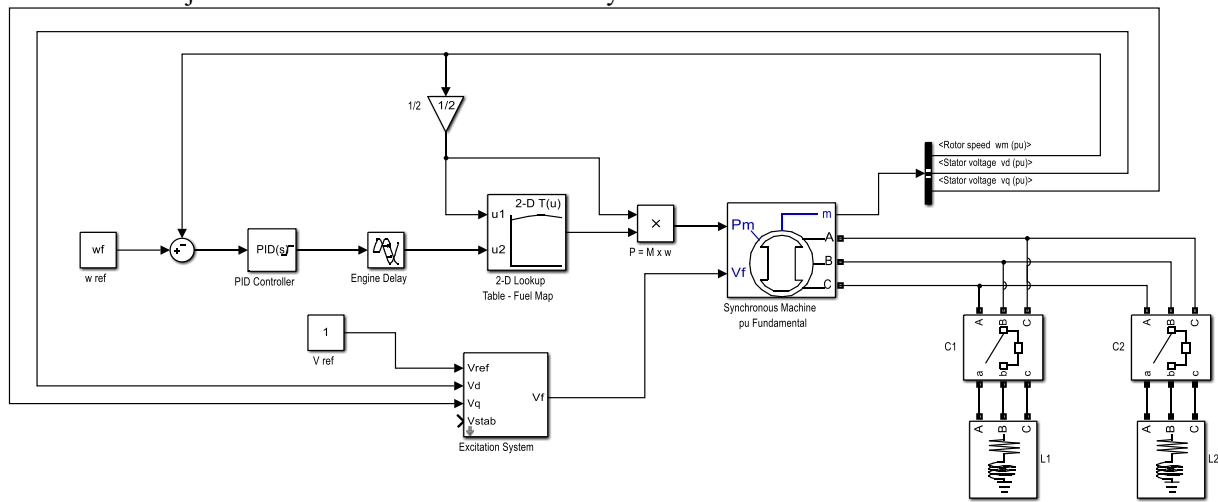 1/2
1/2
<Rotor speed wm (pu)>
<Stator voltage vd (pu)>
<Stator voltage vq (pu)>
2-D T(u)
u1
u2
2-D Lookup
Table - Fuel Map
×
P = M x w
Pm
Vf
m
A
B
C
Synchronous Machine
pu Fundamental
wf
w ref
+
-
PID(s)
PID Controller
Engine Delay
1
V ref
Vref
Vd
Vq
Vstab
Vf
Excitation System
C1
A B C
a b c
C2
A B C
a b c
A B C
L1
A B C
L2